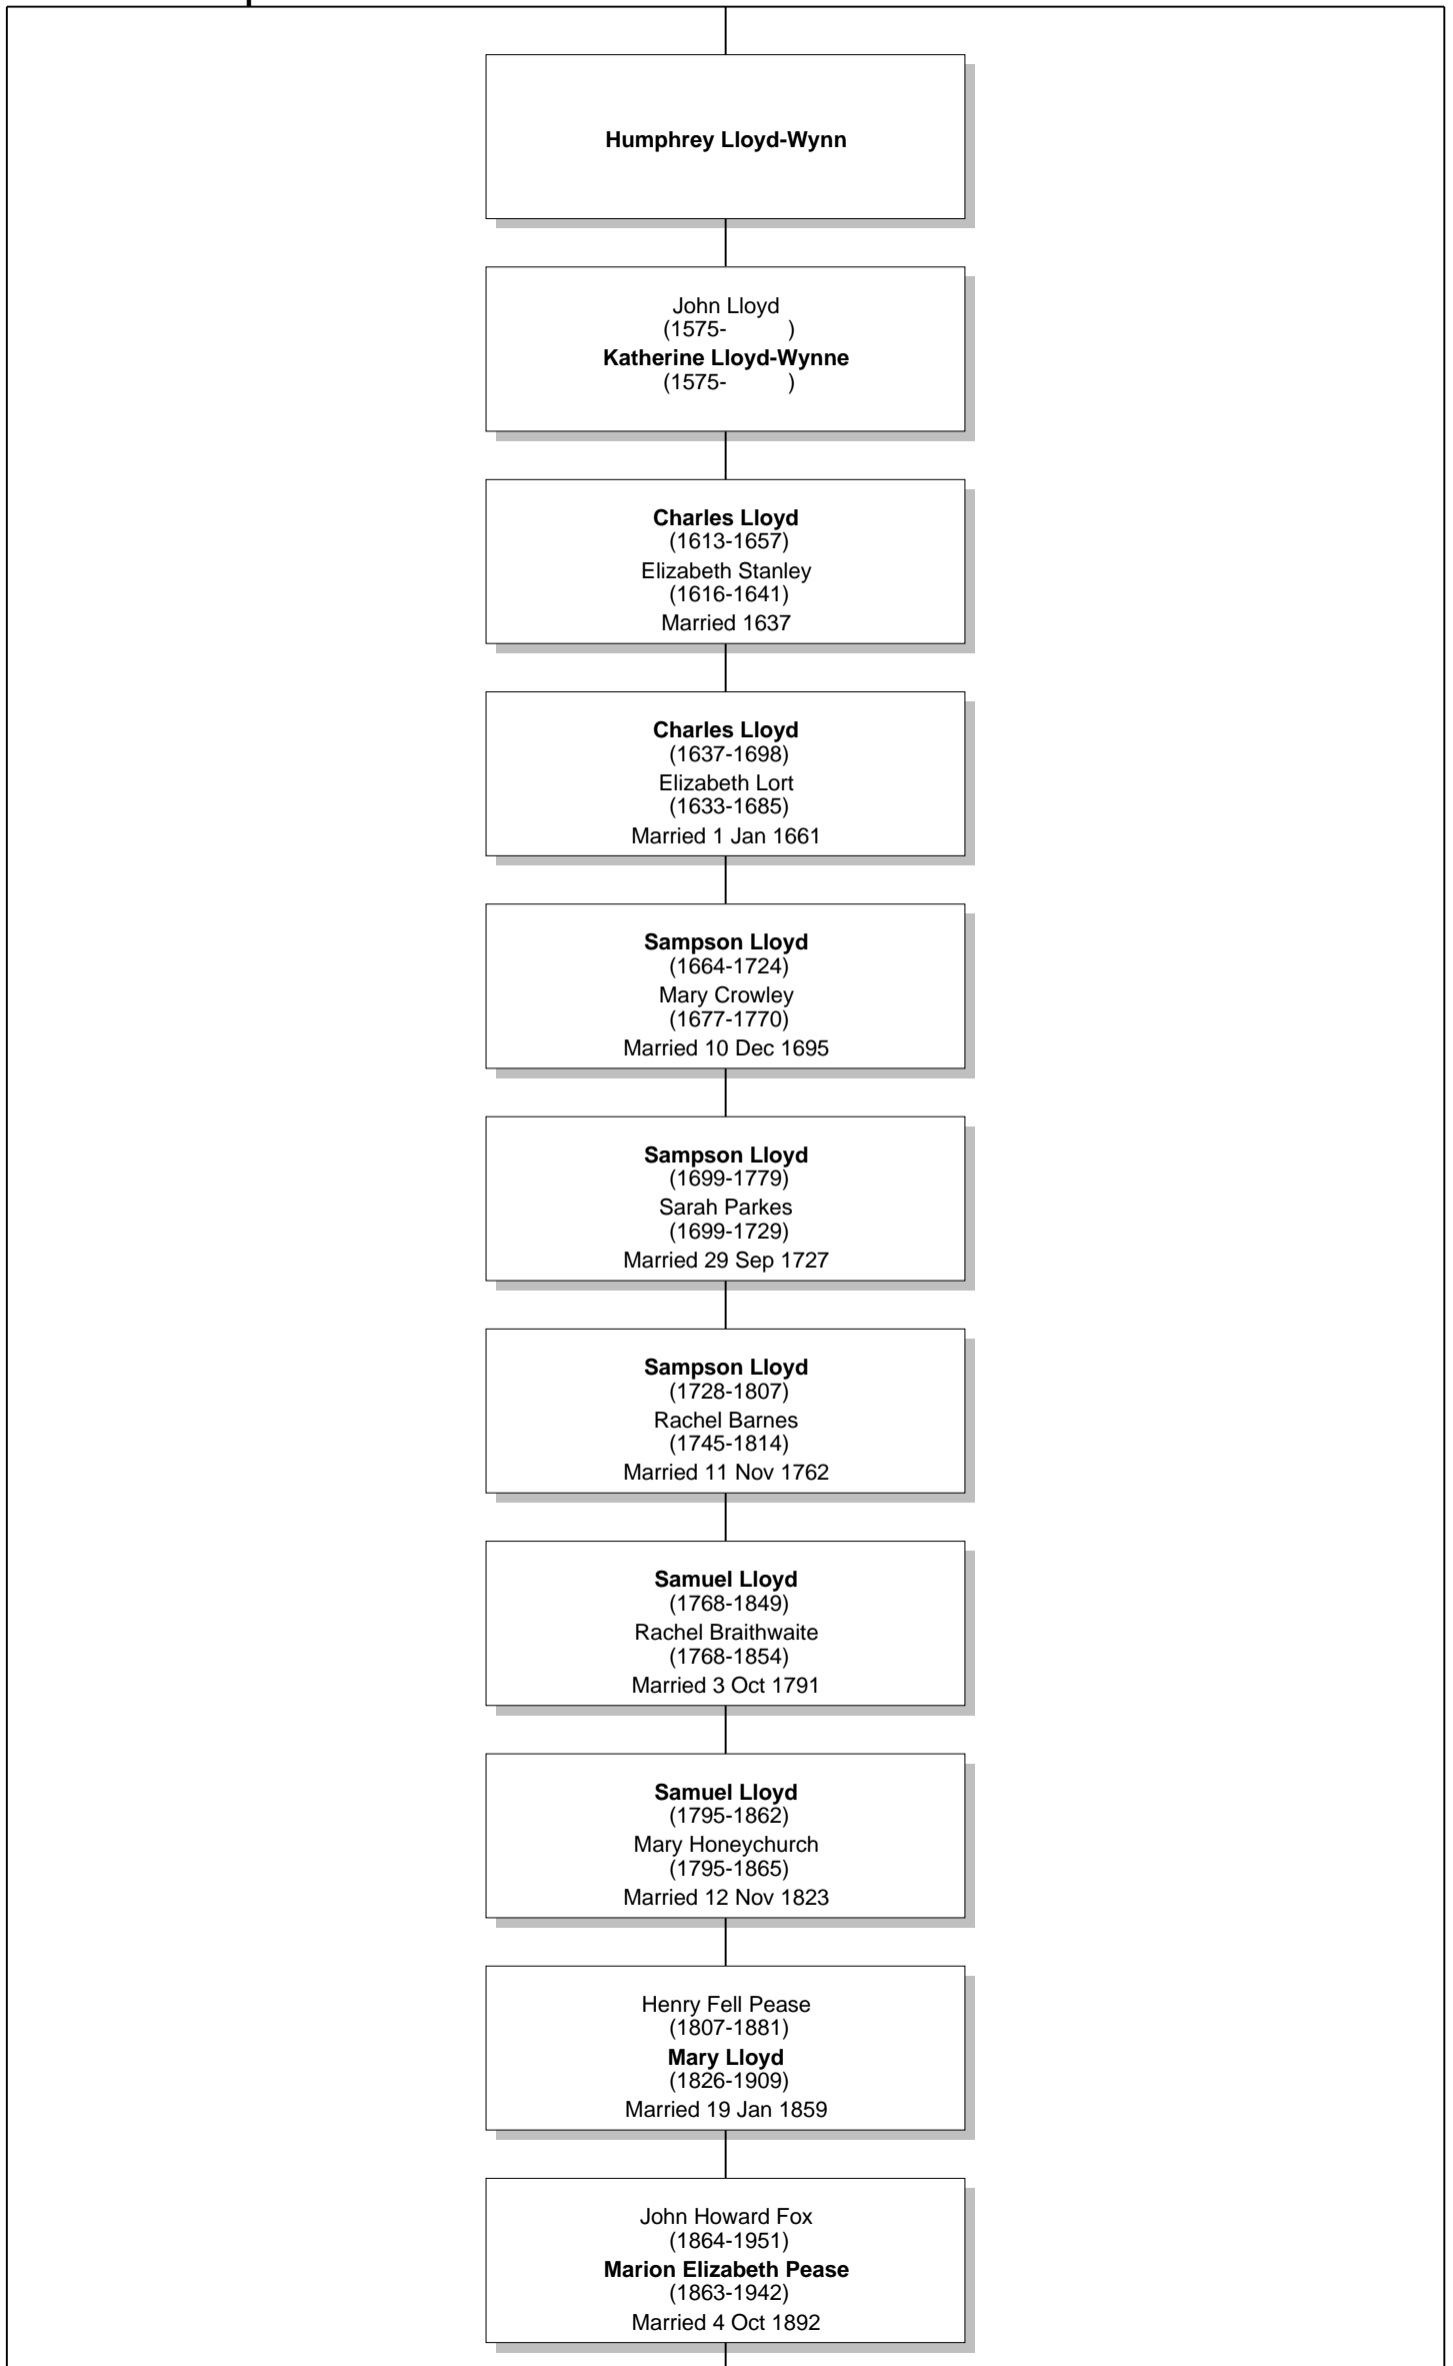 Humphrey Lloyd-Wynn
John Lloyd
(1575- )
Katherine Lloyd-Wynne
(1575- )
Charles Lloyd
(1613-1657)
Elizabeth Stanley
(1616-1641)
Married 1637
Charles Lloyd
(1637-1698)
Elizabeth Lort
(1633-1685)
Married 1 Jan 1661
Sampson Lloyd
(1664-1724)
Mary Crowley
(1677-1770)
Married 10 Dec 1695
Sampson Lloyd
(1699-1779)
Sarah Parkes
(1699-1729)
Married 29 Sep 1727
Sampson Lloyd
(1728-1807)
Rachel Barnes
(1745-1814)
Married 11 Nov 1762
Samuel Lloyd
(1768-1849)
Rachel Braithwaite
(1768-1854)
Married 3 Oct 1791
Samuel Lloyd
(1795-1862)
Mary Honeychurch
(1795-1865)
Married 12 Nov 1823
Henry Fell Pease
(1807-1881)
Mary Lloyd
(1826-1909)
Married 19 Jan 1859
John Howard Fox
(1864-1951)
Marion Elizabeth Pease
(1863-1942)
Married 4 Oct 1892